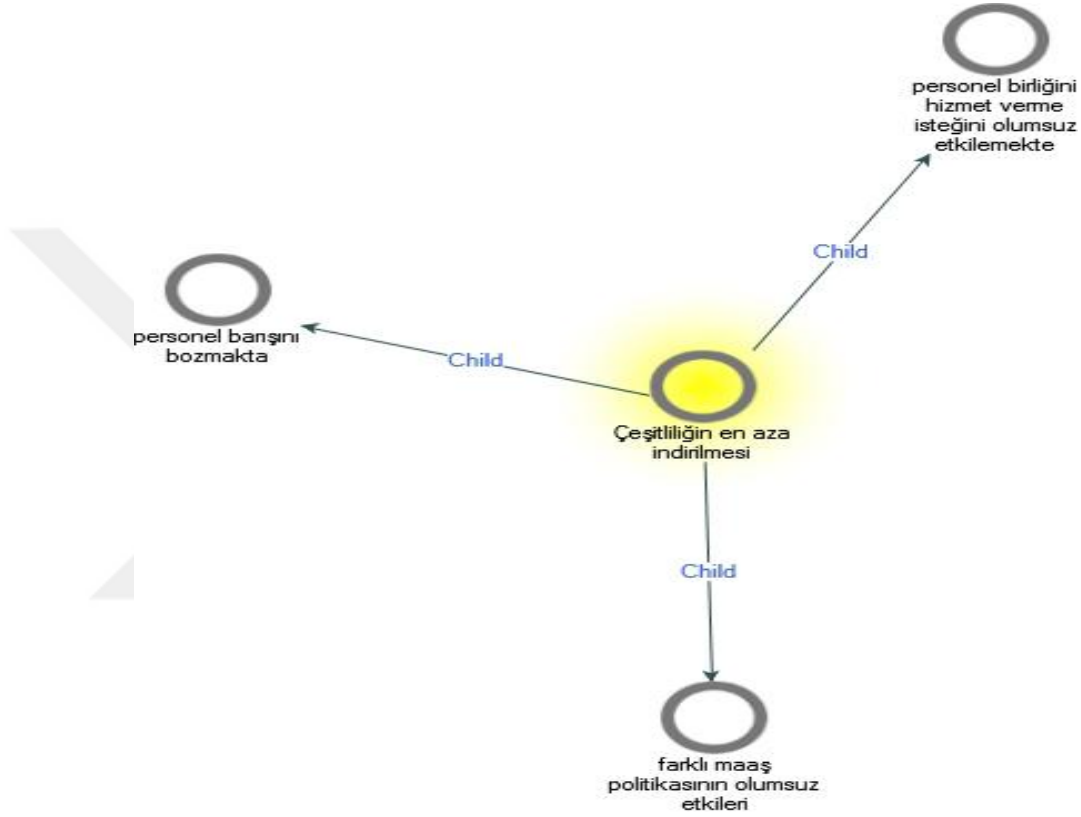 personel birliğini
hizmet verme
isteğini olumsuz
etkilemekte
Child
personel barışını
bozmakta
Child
Çeşitliliğin en aza
indirilmesi
Child
farklı maaş
politikasının olumsuz
etkileri